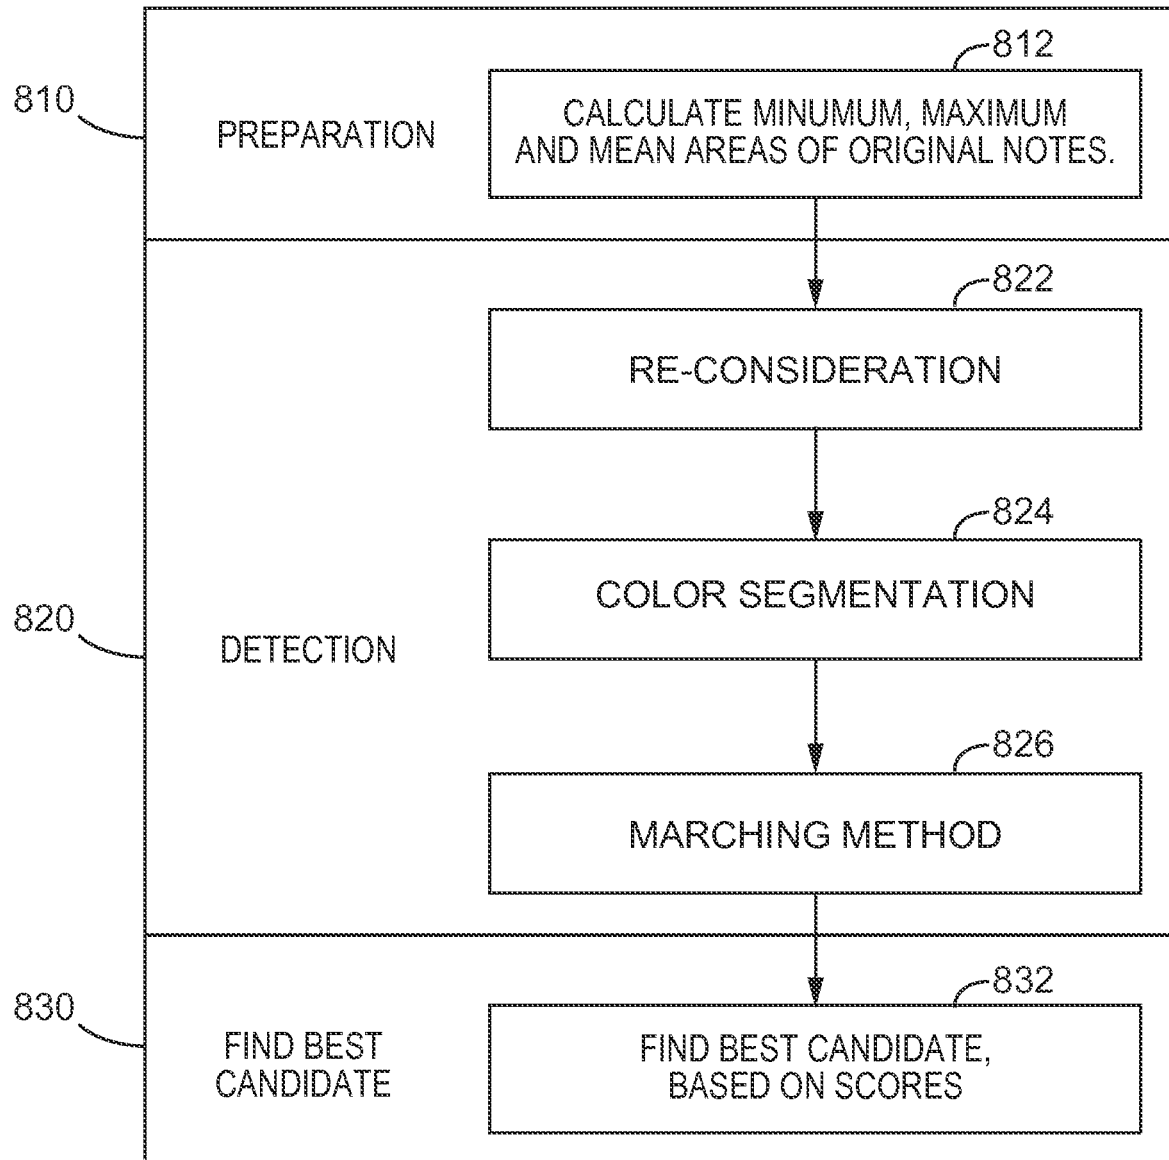 812
810
PREPARATION
CALCULATE MINUMUM, MAXIMUM
AND MEAN AREAS OF ORIGINAL NOTES.
822
RE-CONSIDERATION
824
COLOR SEGMENTATION
820
DETECTION
826
MARCHING METHOD
832
830
FIND BEST
CANDIDATE
FIND BEST CANDIDATE,
BASED ON SCORES